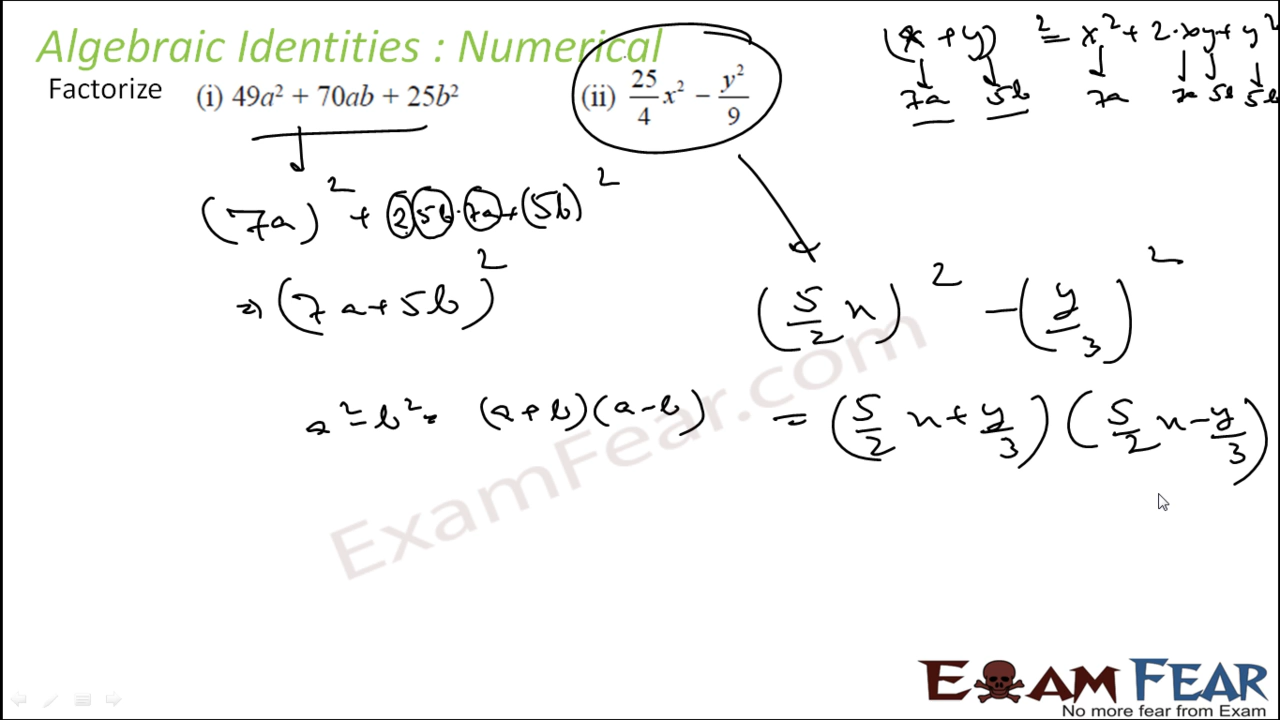 Algebraic Identities : Numerical
(x + y)² = x² + 2·xy + y²
7a 5b 7a 7a 5b 5b
Factorize (i) 49a² + 70ab + 25b² (ii) 25/4 x² − y²/9
(7a)² + 2·5b·7a + (5b)²
⇒ (7a + 5b)²
(5/2 x)² − (y/3)²
a² − b² = (a + b)(a − b)
= (5/2 x + y/3)(5/2 x − y/3)
ExamFear.com
EXAM FEAR
No more fear from Exam